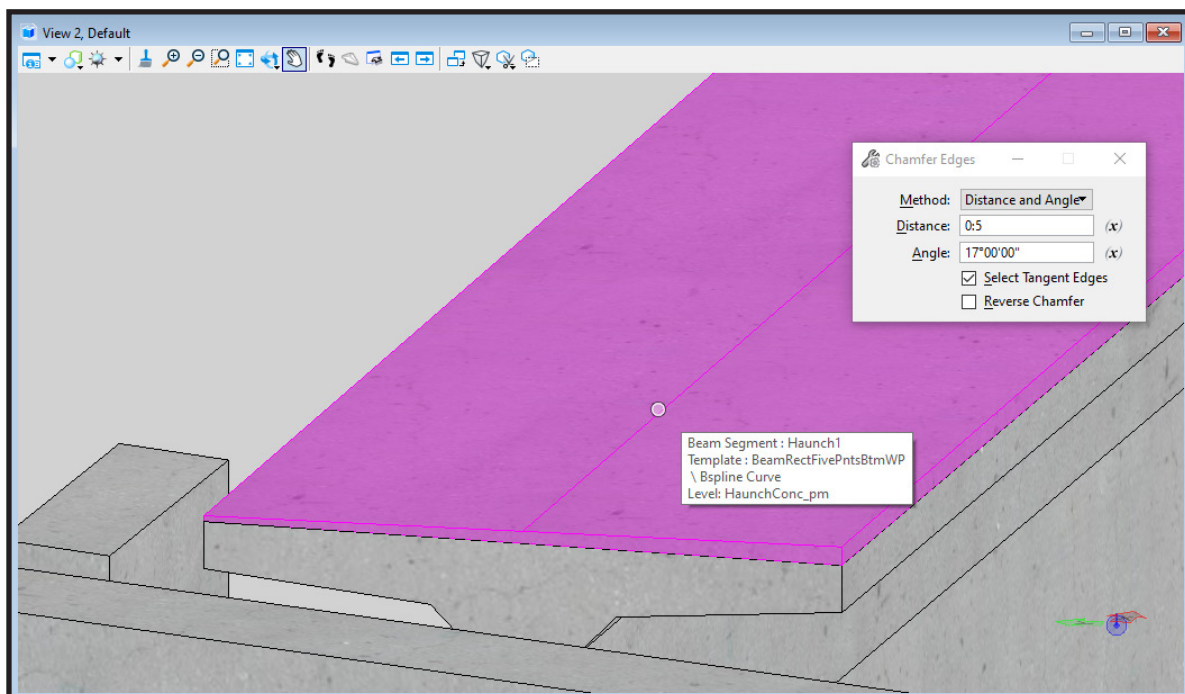 View 2, Default
Chamfer Edges
Method: Distance and Angle
Distance: 0:5 (x)
Angle: 17°00'00" (x)
Select Tangent Edges
Reverse Chamfer
Beam Segment : Haunch1
Template : BeamRectFivePntsBtmWP
\ Bspline Curve
Level: HaunchConc_pm